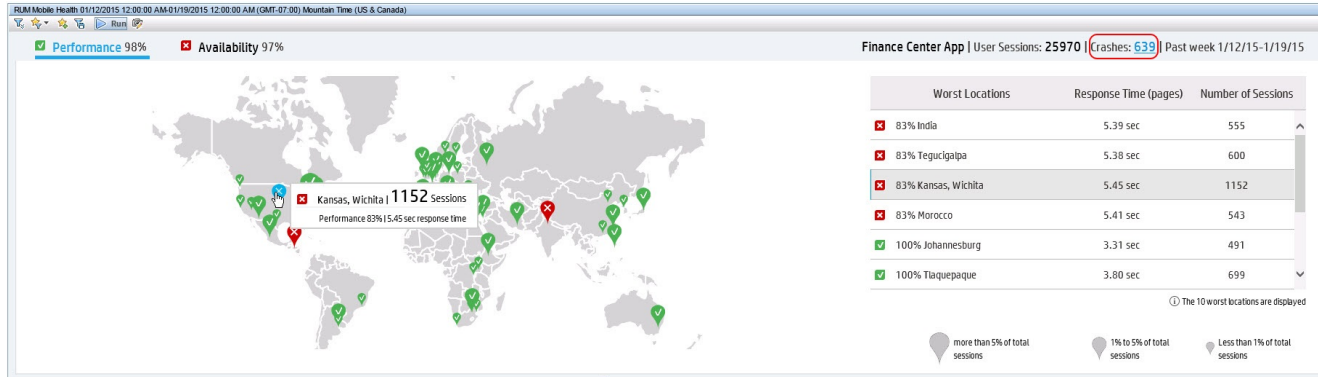 RUM Mobile Health 01/12/2015 12:00:00 AM-01/19/2015 12:00:00 AM (GMT-07:00) Mountain Time (US & Canada)
Run
Performance 98%
Availability 97%
Finance Center App | User Sessions: 25970 | Crashes: 639 | Past week 1/12/15-1/19/15
Worst Locations Response Time (pages) Number of Sessions
83% India 5.39 sec 555
83% Tegucigalpa 5.38 sec 600
83% Kansas, Wichita 5.45 sec 1152
83% Morocco 5.41 sec 543
100% Johannesburg 3.31 sec 491
100% Tlaquepaque 3.80 sec 699
Kansas, Wichita | 1152 Sessions
Performance 83% | 5.45 sec response time
The 10 worst locations are displayed
more than 5% of total
sessions
1% to 5% of total
sessions
Less than 1% of total
sessions